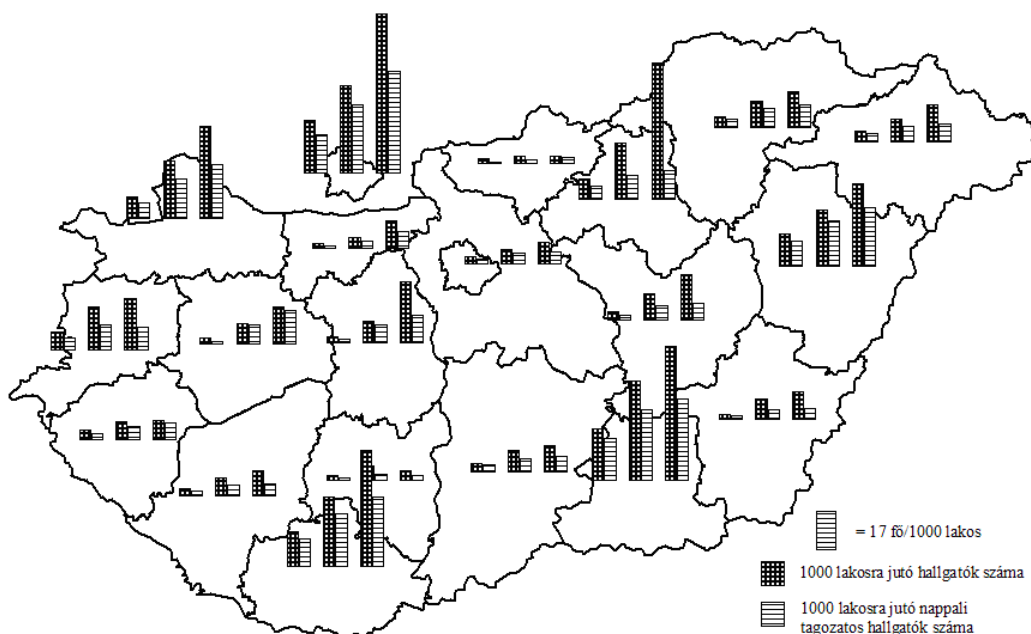 = 17 fő/1000 lakos
1000 lakosra jutó hallgatók száma
1000 lakosra jutó nappali
tagozatos hallgatók száma